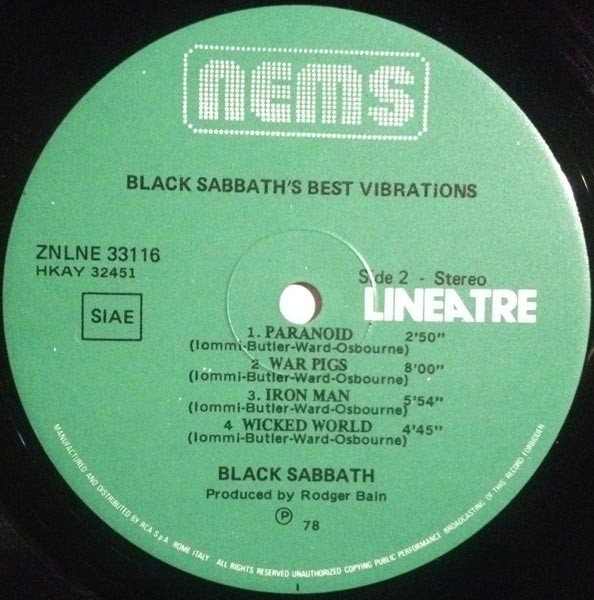 nems
BLACK SABBATH'S BEST VIBRATIONS
ZNLNE 33116
HKAY 32451
SIAE
Side 2 - Stereo
LINEATRE
1. PARANOID 2'50"
(Iommi-Butler-Ward-Osbourne)
2 WAR PIGS 8'00"
(Iommi-Butler-Ward-Osbourne)
3. IRON MAN 5'54"
(Iommi-Butler-Ward-Osbourne)
4 WICKED WORLD 4'45"
(Iommi-Butler-Ward-Osbourne)
BLACK SABBATH
Produced by Rodger Bain
Ⓟ 78
MANUFACTURED AND DISTRIBUTED BY RCA S.p.A. ROME ITALY ALL RIGHTS RESERVED UNAUTHORIZED COPYING PUBLIC PERFORMANCE BROADCASTING OF THIS RECORD FORBIDDEN